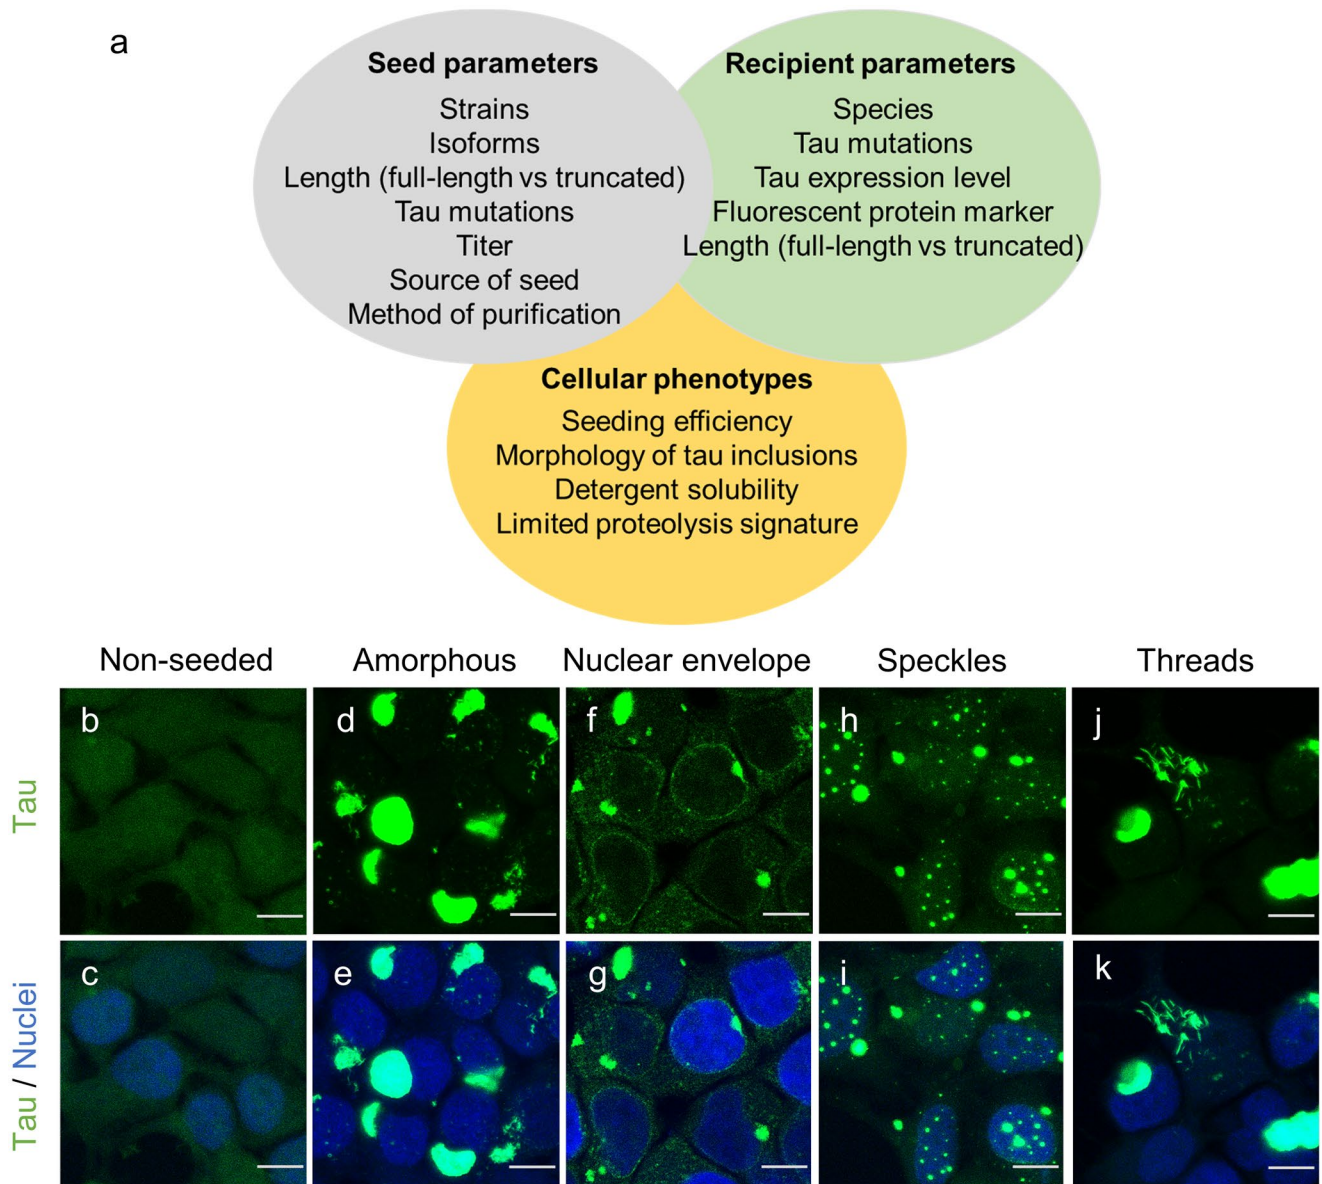 a
Seed parameters
Strains
Isoforms
Length (full-length vs truncated)
Tau mutations
Titer
Source of seed
Method of purification
Recipient parameters
Species
Tau mutations
Tau expression level
Fluorescent protein marker
Length (full-length vs truncated)
Cellular phenotypes
Seeding efficiency
Morphology of tau inclusions
Detergent solubility
Limited proteolysis signature
Non-seeded
Amorphous
Nuclear envelope
Speckles
Threads
Tau
b
d
f
h
j
Tau / Nuclei
c
e
g
i
k